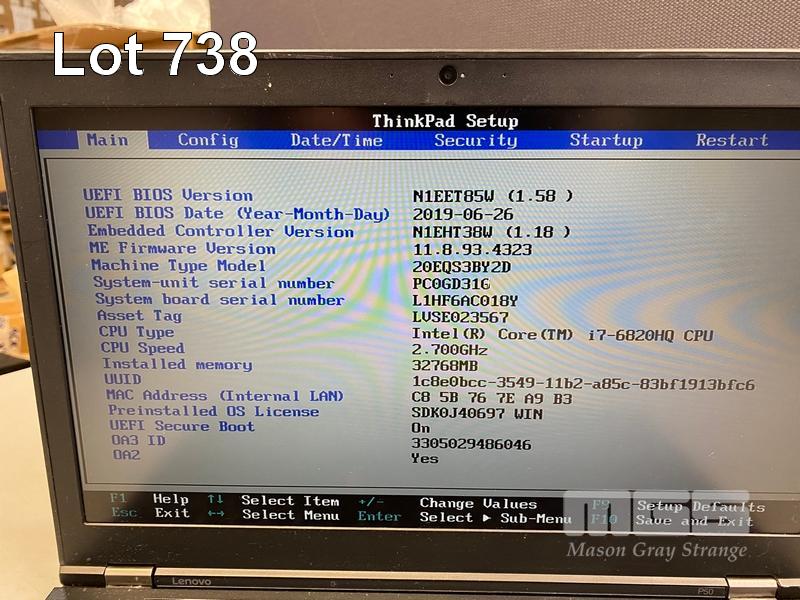 Lot 738
ThinkPad Setup
Main Config Date/Time Security Startup Restart
UEFI BIOS Version N1EET85W (1.58 )
UEFI BIOS Date (Year-Month-Day) 2019-06-26
Embedded Controller Version N1EHT38W (1.18 )
ME Firmware Version 11.8.93.4323
Machine Type Model 20EQS3BY2D
System-unit serial number PC0GD31G
System board serial number L1HF6AC018Y
Asset Tag LVSE023567
CPU Type Intel(R) Core(TM) i7-6820HQ CPU
CPU Speed 2.700GHz
Installed memory 32768MB
UUID 1c8e0bcc-3549-11b2-a85c-83bf1913bfc6
MAC Address (Internal LAN) C8 5B 76 7E A9 B3
Preinstalled OS License SDK0J40697 WIN
UEFI Secure Boot On
OA3 ID 3305029486046
OA2 Yes
F1 Help ↑↓ Select Item +/- Change Values F9 Setup Defaults
Esc Exit ←→ Select Menu Enter Select ▶ Sub-Menu F10 Save and Exit
MGS
Mason Gray Strange
Lenovo
P50